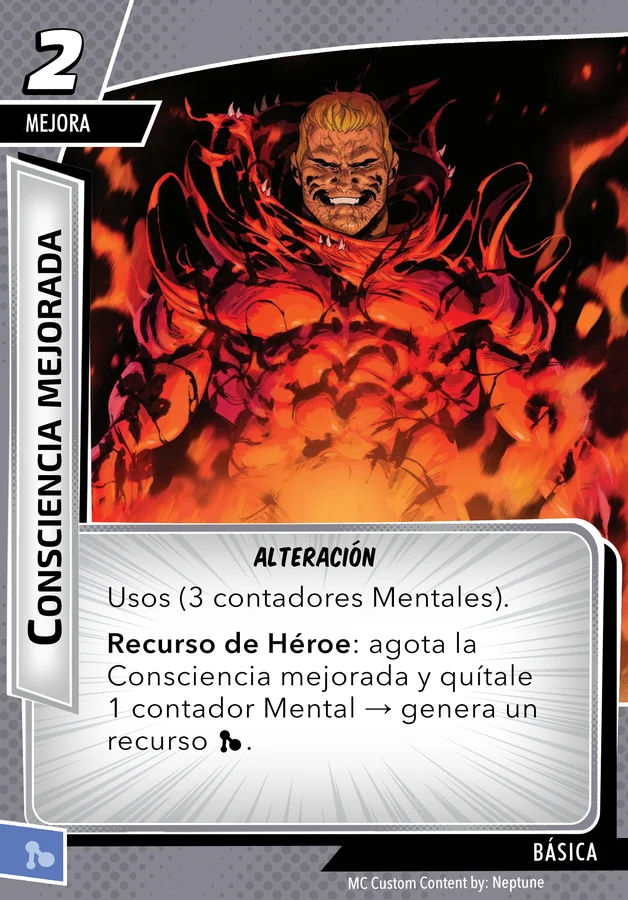 2
MEJORA
CONSCIENCIA MEJORADA
ALTERACIÓN
Usos (3 contadores Mentales).
Recurso de Héroe: agota la
Consciencia mejorada y quítale
1 contador Mental → genera un
recurso .
BÁSICA
MC Custom Content by: Neptune